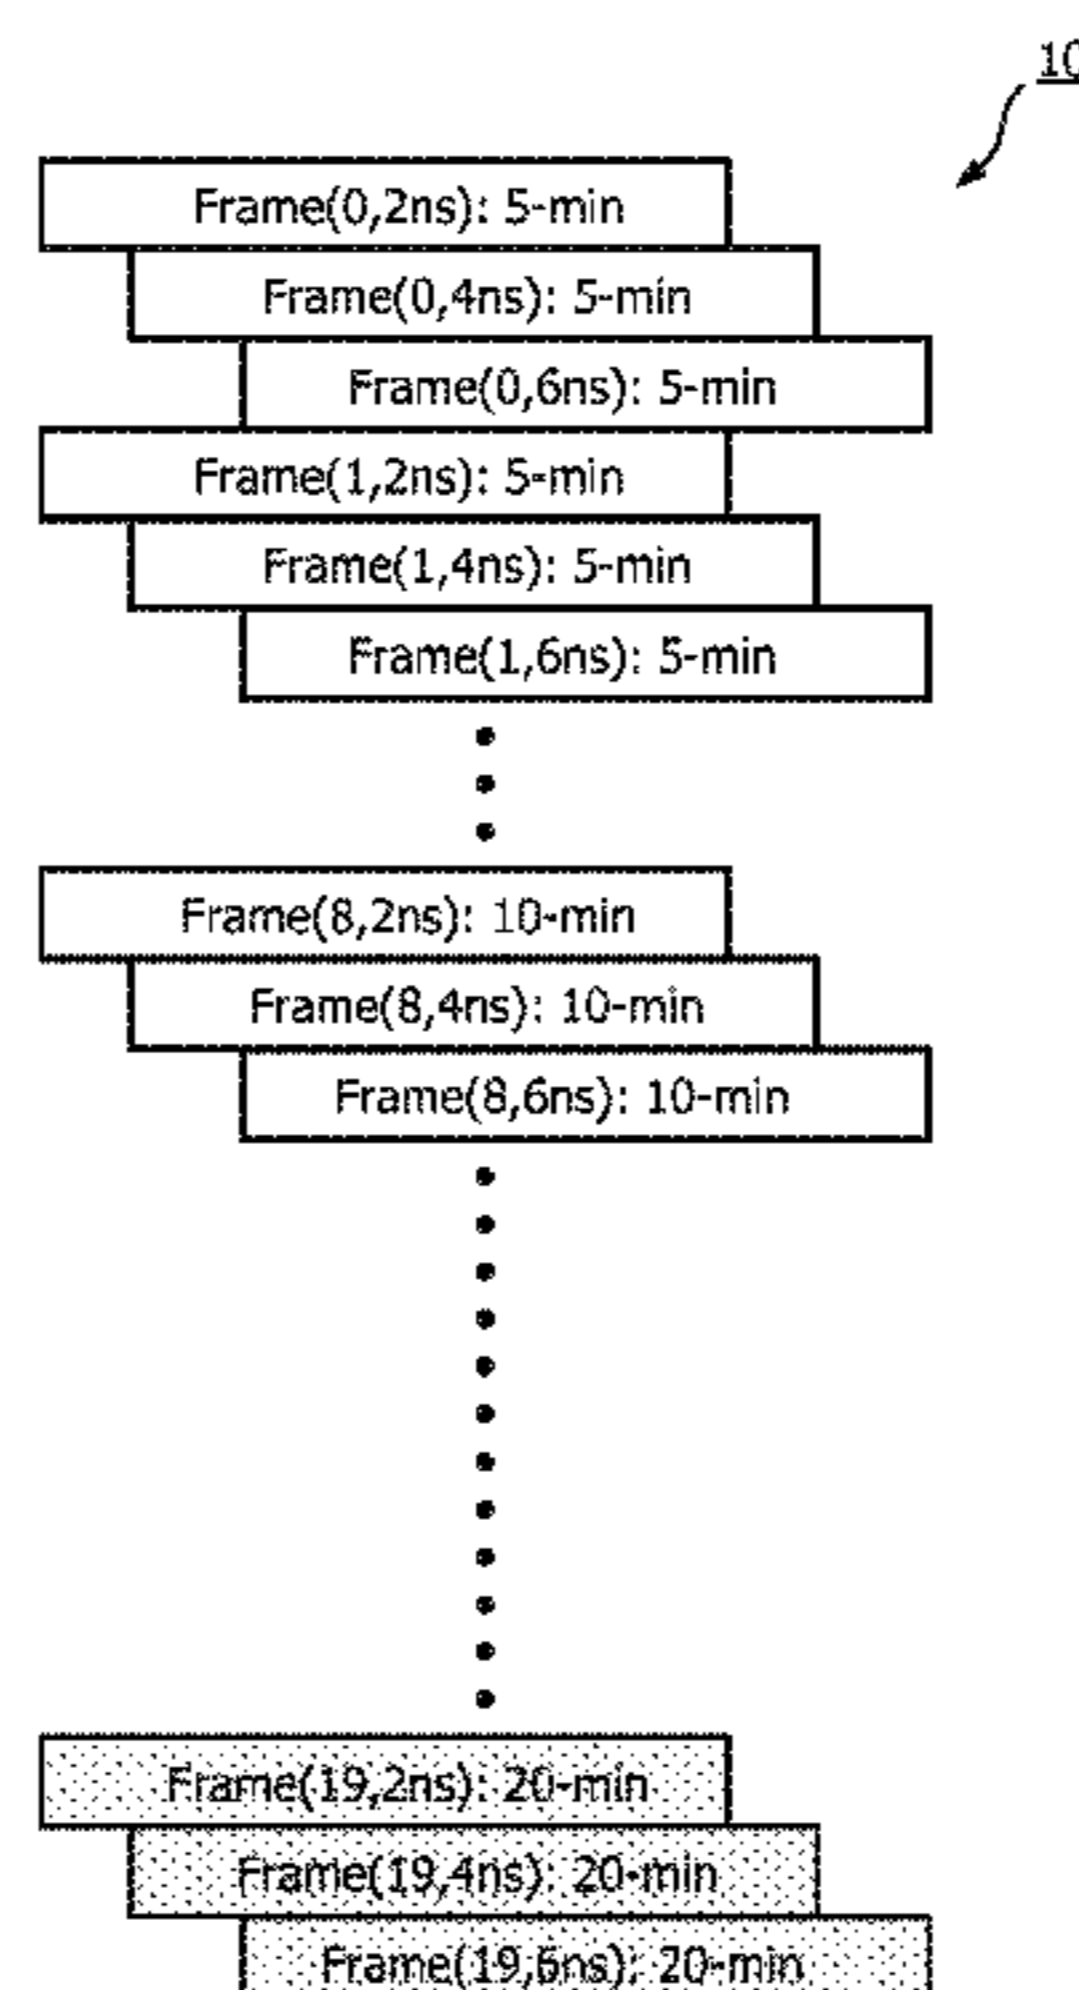 10
Frame(0,2ns): 5-min
Frame(0,4ns): 5-min
Frame(0,6ns): 5-min
Frame(1,2ns): 5-min
Frame(1,4ns): 5-min
Frame(1,6ns): 5-min
Frame(8,2ns): 10-min
Frame(8,4ns): 10-min
Frame(8,6ns): 10-min
Frame(19,2ns): 20-min
Frame(19,4ns): 20-min
Frame(19,6ns): 20-min